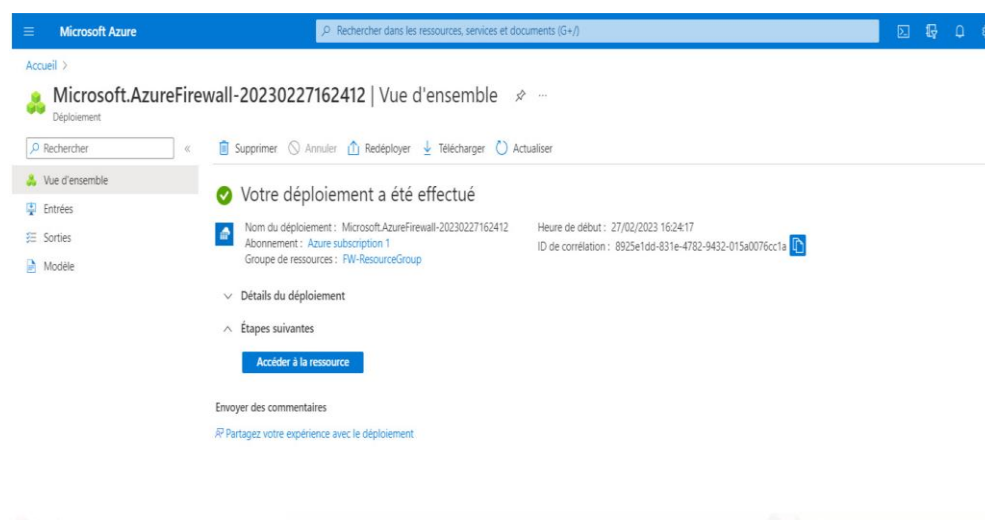 Microsoft Azure
Rechercher dans les ressources, services et documents (G+/)
Accueil >
Microsoft.AzureFirewall-20230227162412 | Vue d'ensemble
Déploiement
Rechercher
Supprimer Annuler Redéployer Télécharger Actualiser
Vue d'ensemble
Entrées
Sorties
Modèle
Votre déploiement a été effectué
Nom du déploiement : Microsoft.AzureFirewall-20230227162412
Abonnement : Azure subscription 1
Groupe de ressources : FW-ResourceGroup
Heure de début : 27/02/2023 16:24:17
ID de corrélation : 8925e1dd-831e-4782-9432-015a0076cc1a
Détails du déploiement
Étapes suivantes
Accéder à la ressource
Envoyer des commentaires
Partagez votre expérience avec le déploiement